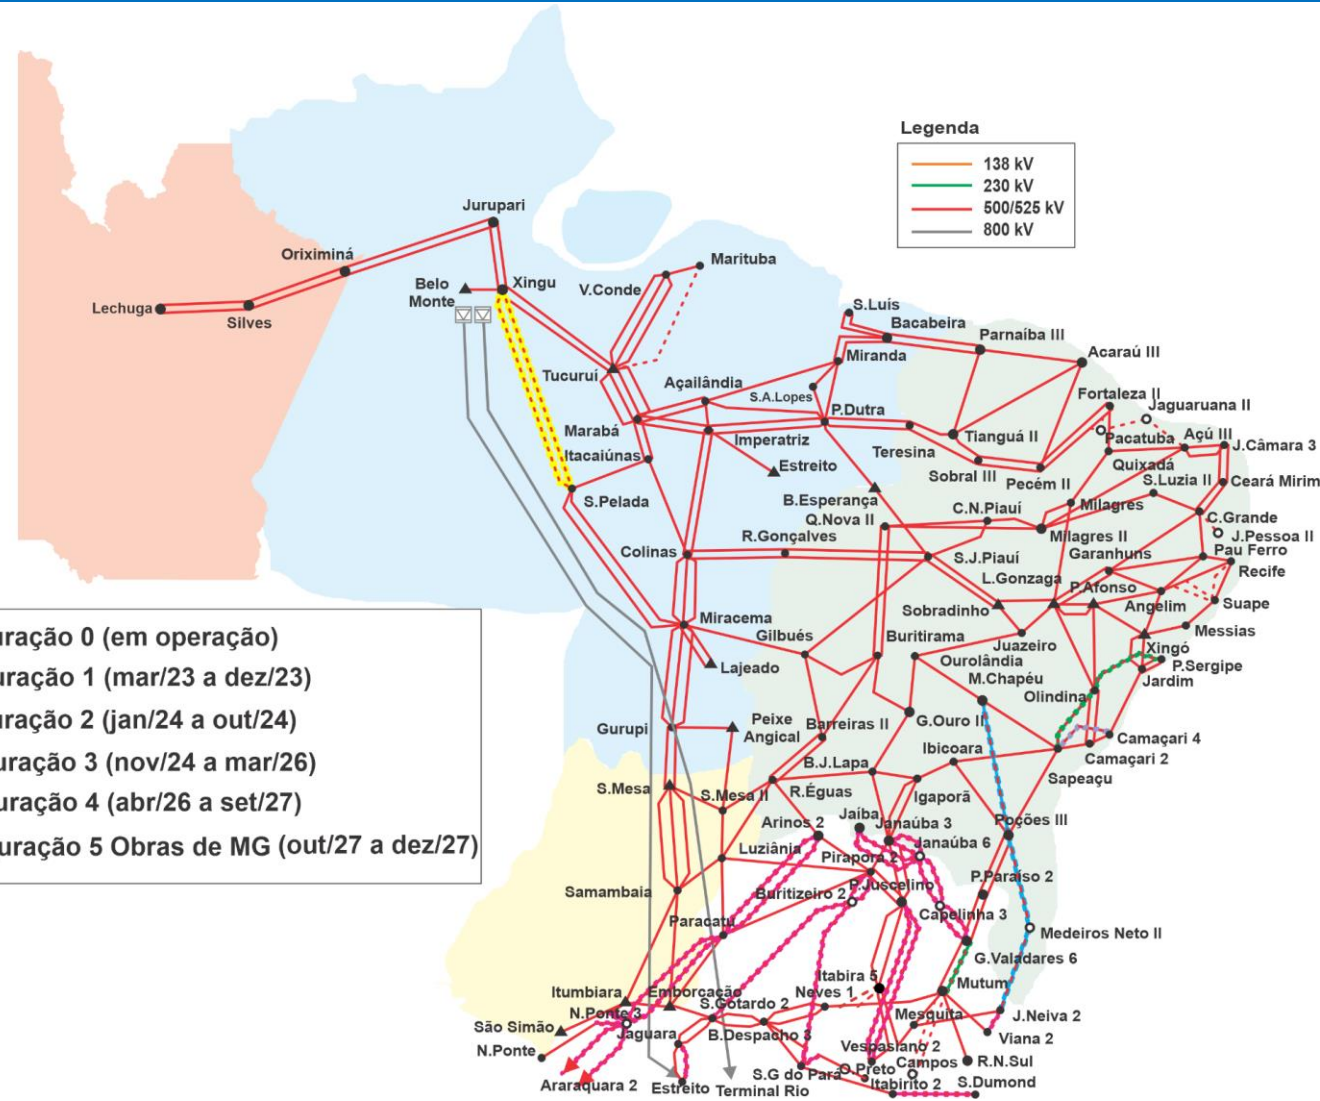 Legenda
138 kV
230 kV
500/525 kV
800 kV
Jurupari
Oriximiná
Lechuga
Silves
Belo
Monte
Xingu
V.Conde
Marituba
Tucuruí
S.Luís
Bacabeira
Miranda
Parnaíba III
Acaraú III
Açailândia
S.A.Lopes
P.Dutra
Fortaleza II
Jaguaruana II
Marabá
Itacaiúnas
Imperatriz
Estreito
Teresina
Tianguá II
Sobral III
Pecém II
Pacatuba
Açú III
J.Câmara 3
Quixadá
S.Luzia II
Ceará Mirim
S.Pelada
B.Esperança
Q.Nova II
C.N.Piauí
Milagres
Milagres II
C.Grande
J.Pessoa II
Colinas
R.Gonçalves
S.J.Piauí
Garanhuns
Pau Ferro
Recife
L.Gonzaga
P.Afonso
Sobradinho
Angelim
Suape
Miracema
Gilbués
Buritirama
Juazeiro
Messias
Lajeado
Ourolândia
M.Chapéu
Xingó
P.Sergipe
Jardim
Olindina
Gurupi
Peixe
Angical
Barreiras II
G.Ouro II
Ibicoara
Camaçari 4
Camaçari 2
Sapeaçu
S.Mesa
S.Mesa II
B.J.Lapa
R.Éguas
Igaporã
Arinos 2
Jaíba
Janaúba 3
Janaúba 6
Poções III
Luziânia
Pirapora 2
P.Juscelino
P.Paraíso 2
Samambaia
Buritizeiro 2
Capelinha 3
Paracatu
Medeiros Neto II
G.Valadares 6
Itabira 5
Mutum
Itumbiara
Emborcação
S.Gotardo 2
Neves 1
N.Ponte 3
São Simão
Jaguara
B.Despacho 3
Mesquita
J.Neiva 2
Viana 2
N.Ponte
Vespasiano 2
Campos
R.N.Sul
Araraquara 2
Estreito
Terminal Rio
S.G do Pará
O.Preto
Itabirito 2
S.Dumond
uração 0 (em operação)
uração 1 (mar/23 a dez/23)
uração 2 (jan/24 a out/24)
uração 3 (nov/24 a mar/26)
uração 4 (abr/26 a set/27)
uração 5 Obras de MG (out/27 a dez/27)